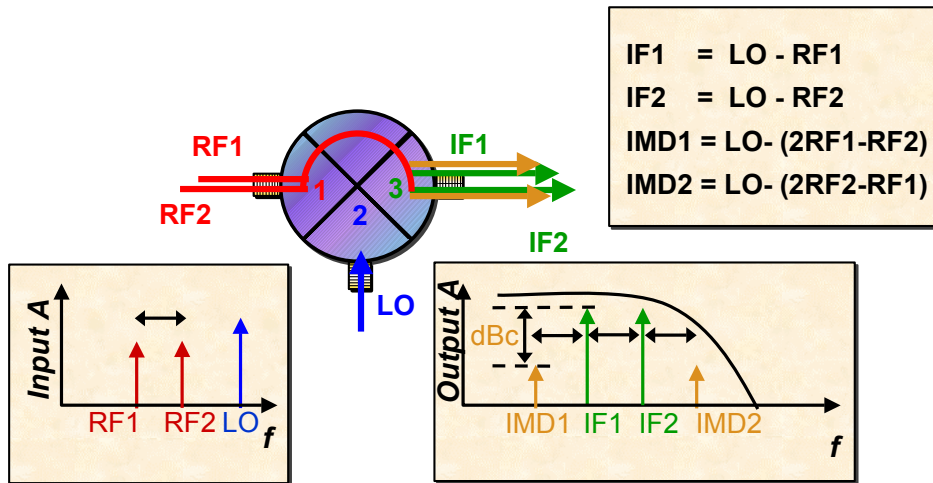 IF1 = LO - RF1
IF2 = LO - RF2
IMD1 = LO- (2RF1-RF2)
IMD2 = LO- (2RF2-RF1)
RF1
RF2
IF1
1
3
2
IF2
LO
Input A
RF1
RF2
LO
f
Output A
dBc
IMD1
IF1
IF2
IMD2
f